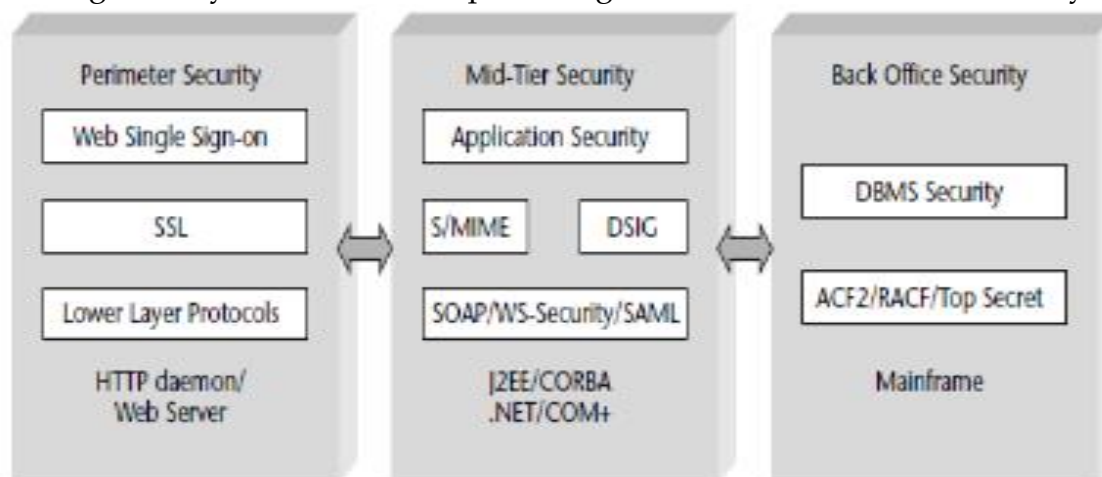 Perimeter Security
Web Single Sign-on
SSL
Lower Layer Protocols
HTTP daemon/
Web Server
Mid-Tier Security
Application Security
S/MIME
DSIG
SOAP/WS-Security/SAML
J2EE/CORBA
.NET/COM+
Back Office Security
DBMS Security
ACF2/RACF/Top Secret
Mainframe